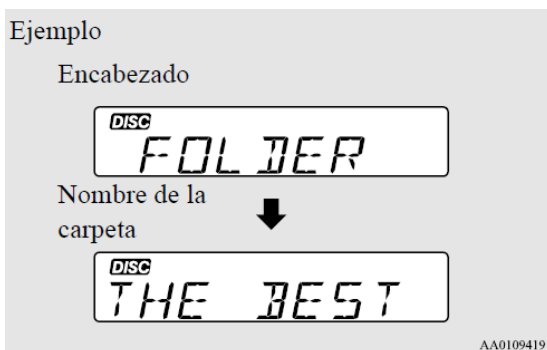 Ejemplo
Encabezado
DISC
FOLDER
Nombre de la
carpeta
DISC
THE BEST
AA0109419